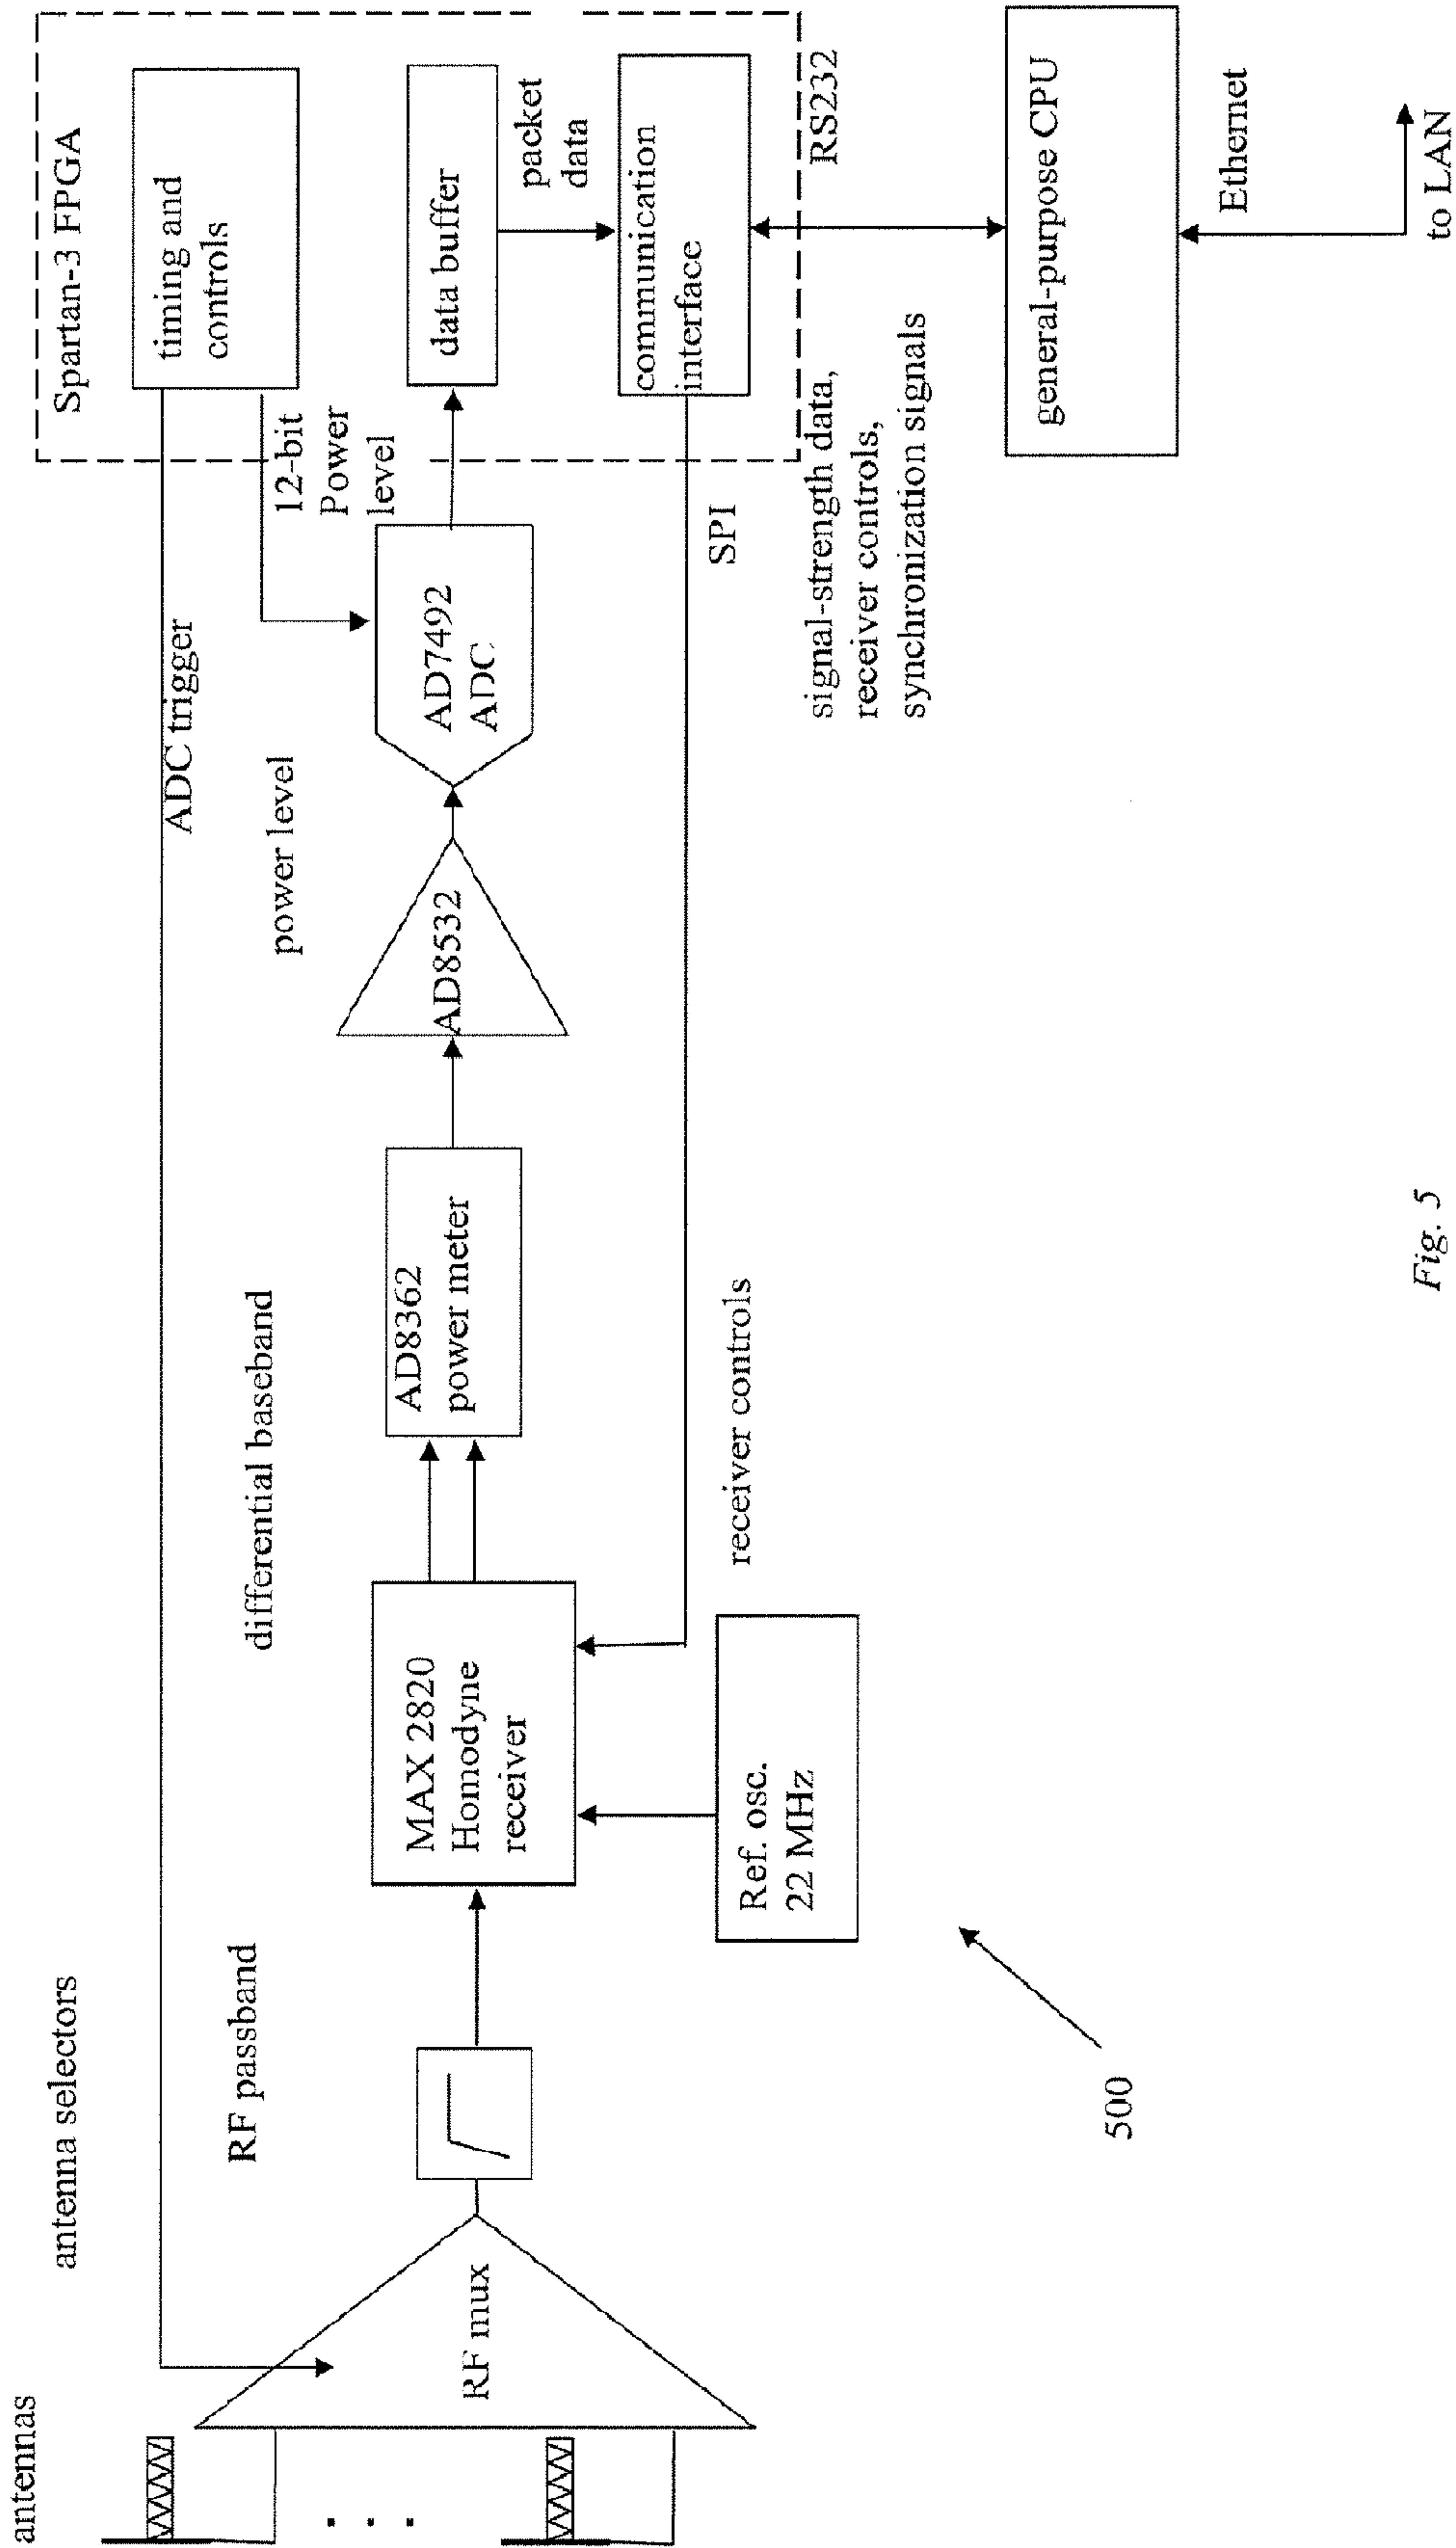 antennas
antenna selectors
RF mux
RF passband
MAX 2820
Homodyne
receiver
Ref. osc.
22 MHz
differential baseband
receiver controls
AD8362
power meter
AD8532
power level
ADC trigger
AD7492
ADC
12-bit
Power
level
SPI
Spartan-3 FPGA
timing and
controls
data buffer
packet
data
communication
interface
RS232
signal-strength data,
receiver controls,
synchronization signals
general-purpose CPU
Ethernet
to LAN
500
Fig. 5